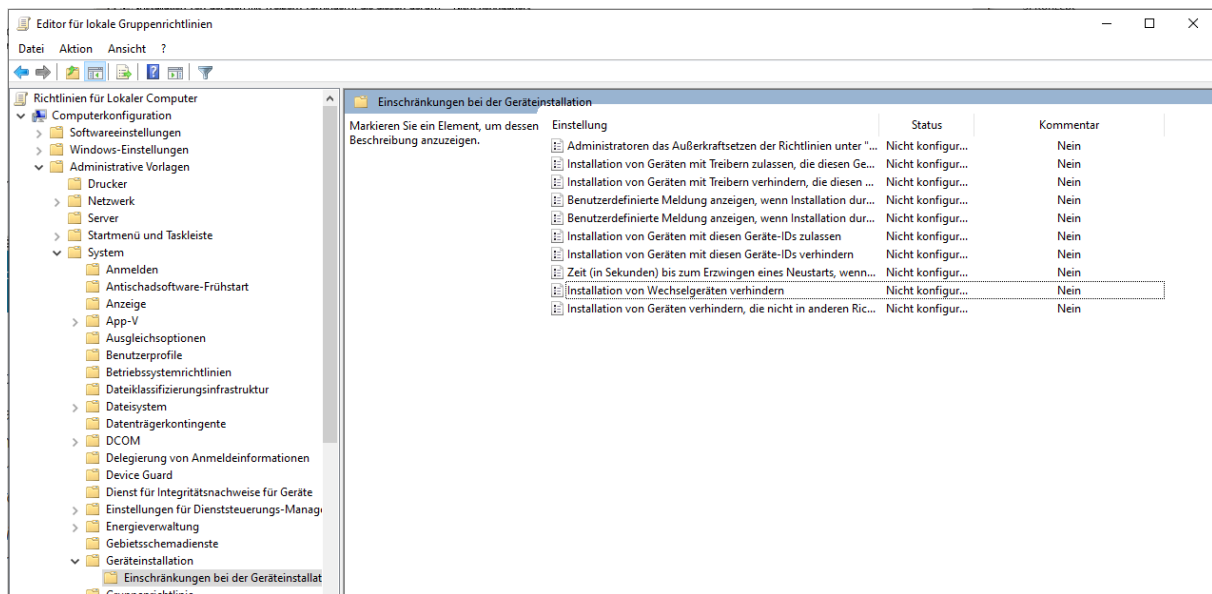 Editor für lokale Gruppenrichtlinien
Datei Aktion Ansicht ?
Richtlinien für Lokaler Computer
Computerkonfiguration
Softwareeinstellungen
Windows-Einstellungen
Administrative Vorlagen
Drucker
Netzwerk
Server
Startmenü und Taskleiste
System
Anmelden
Antischadsoftware-Frühstart
Anzeige
App-V
Ausgleichsoptionen
Benutzerprofile
Betriebssystemrichtlinien
Dateiklassifizierungsinfrastruktur
Dateisystem
Datenträgerkontingente
DCOM
Delegierung von Anmeldeinformationen
Device Guard
Dienst für Integritätsnachweise für Geräte
Einstellungen für Dienststeuerungs-Manag
Energieverwaltung
Gebietsschemadienste
Geräteinstallation
Einschränkungen bei der Geräteinstallat
Einschränkungen bei der Geräteinstallation
Markieren Sie ein Element, um dessen
Beschreibung anzuzeigen.
Einstellung Status Kommentar
Administratoren das Außerkraftsetzen der Richtlinien unter "... Nicht konfigur... Nein
Installation von Geräten mit Treibern zulassen, die diesen Ge... Nicht konfigur... Nein
Installation von Geräten mit Treibern verhindern, die diesen ... Nicht konfigur... Nein
Benutzerdefinierte Meldung anzeigen, wenn Installation dur... Nicht konfigur... Nein
Benutzerdefinierte Meldung anzeigen, wenn Installation dur... Nicht konfigur... Nein
Installation von Geräten mit diesen Geräte-IDs zulassen Nicht konfigur... Nein
Installation von Geräten mit diesen Geräte-IDs verhindern Nicht konfigur... Nein
Zeit (in Sekunden) bis zum Erzwingen eines Neustarts, wenn... Nicht konfigur... Nein
Installation von Wechselgeräten verhindern Nicht konfigur... Nein
Installation von Geräten verhindern, die nicht in anderen Ric... Nicht konfigur... Nein